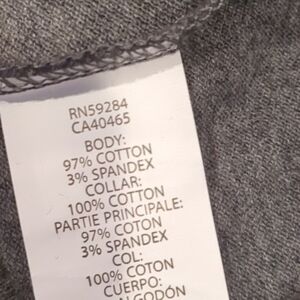 RN59284
CA40465
BODY:
97% COTTON
3% SPANDEX
COLLAR:
100% COTTON
PARTIE PRINCIPALE:
97% COTON
3% SPANDEX
COL:
100% COTON
CUERPO:
ALGODÓN